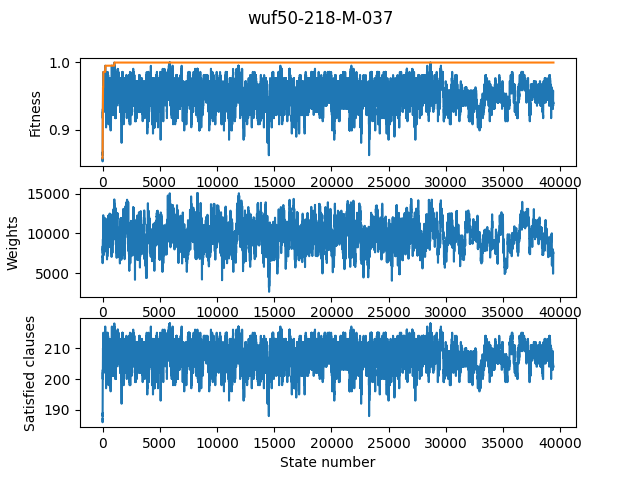 wuf50-218-M-037
1.0
0.9
Fitness
0 5000 10000 15000 20000 25000 30000 35000 40000
15000
10000
5000
Weights
0 5000 10000 15000 20000 25000 30000 35000 40000
210
200
190
Satisfied clauses
0 5000 10000 15000 20000 25000 30000 35000 40000
State number